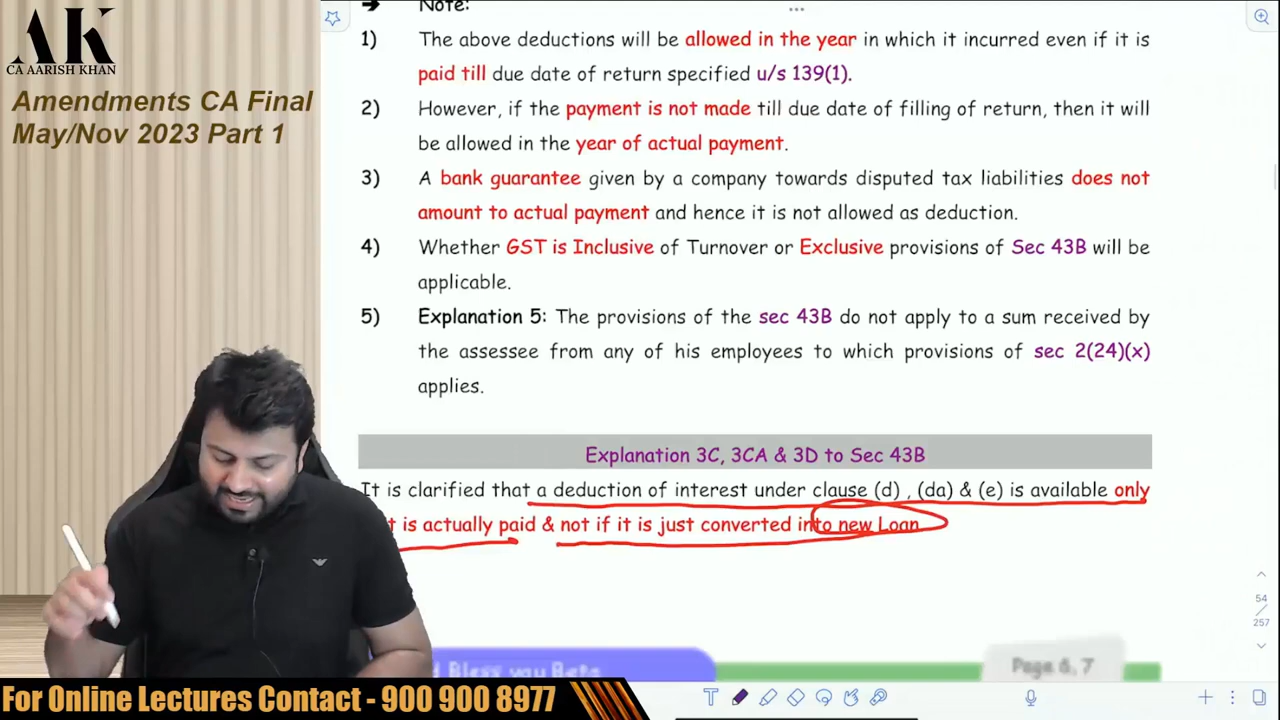 AK
CA AARISH KHAN
Amendments CA Final
May/Nov 2023 Part 1
→ Note:
1) The above deductions will be allowed in the year in which it incurred even if it is
paid till due date of return specified u/s 139(1).
2) However, if the payment is not made till due date of filling of return, then it will
be allowed in the year of actual payment.
3) A bank guarantee given by a company towards disputed tax liabilities does not
amount to actual payment and hence it is not allowed as deduction.
4) Whether GST is Inclusive of Turnover or Exclusive provisions of Sec 43B will be
applicable.
5) Explanation 5: The provisions of the sec 43B do not apply to a sum received by
the assessee from any of his employees to which provisions of sec 2(24)(x)
applies.
Explanation 3C, 3CA & 3D to Sec 43B
It is clarified that a deduction of interest under clause (d) , (da) & (e) is available only
is actually paid & not if it is just converted into new Loan
54
257
Bless you Beta
Page 6, 7
For Online Lectures Contact - 900 900 8977
T